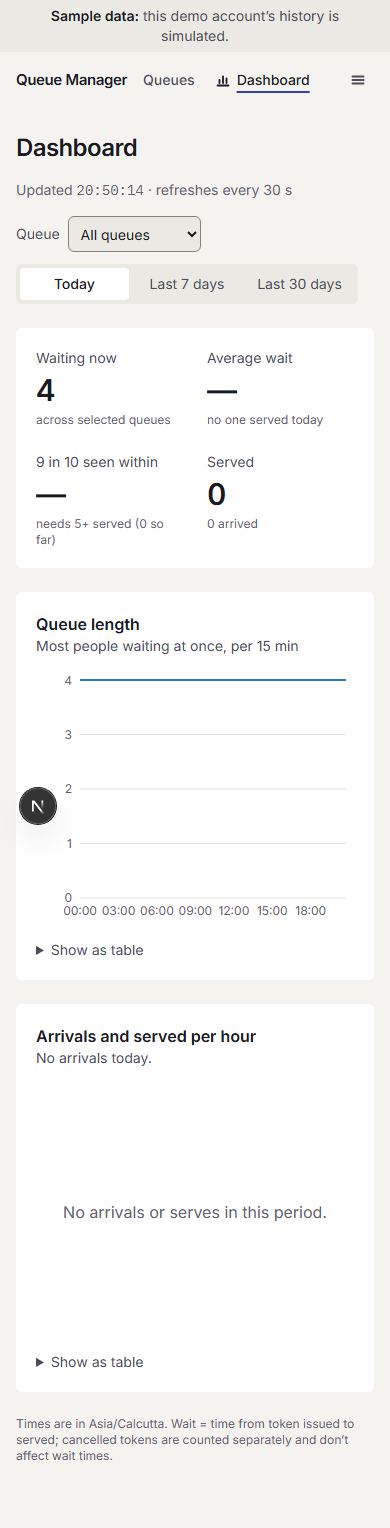 Sample data: this demo account’s history is
simulated.
Queue Manager Queues Dashboard
Dashboard
Updated 20:50:14 · refreshes every 30 s
Queue All queues
Today Last 7 days Last 30 days
Waiting now
4
across selected queues
Average wait
—
no one served today
9 in 10 seen within
—
needs 5+ served (0 so
far)
Served
0
0 arrived
Queue length
Most people waiting at once, per 15 min
4
3
2
1
0
00:00 03:00 06:00 09:00 12:00 15:00 18:00
Show as table
Arrivals and served per hour
No arrivals today.
No arrivals or serves in this period.
Show as table
Times are in Asia/Calcutta. Wait = time from token issued to
served; cancelled tokens are counted separately and don’t
affect wait times.
N